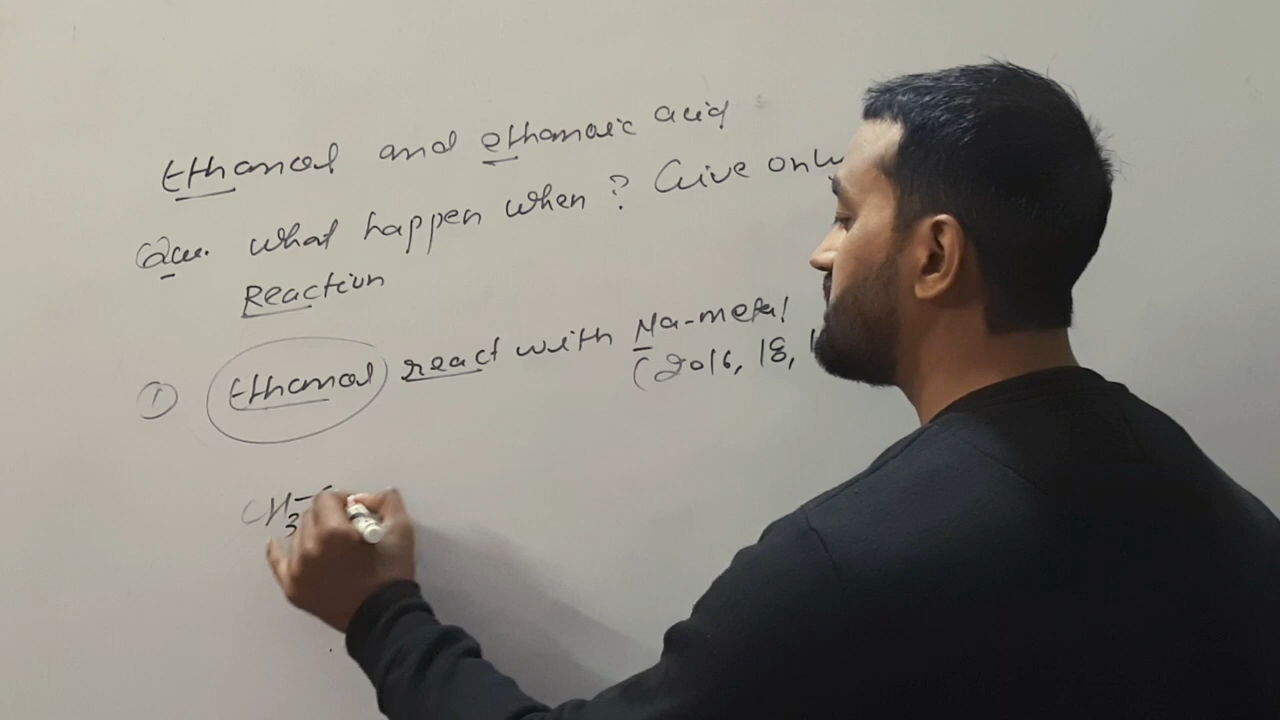 Ethanol and ethanoic acid
Que. What happen when? Give only
Reaction
① Ethanol react with Na-metal
(2016, 18, 1
CH3-C